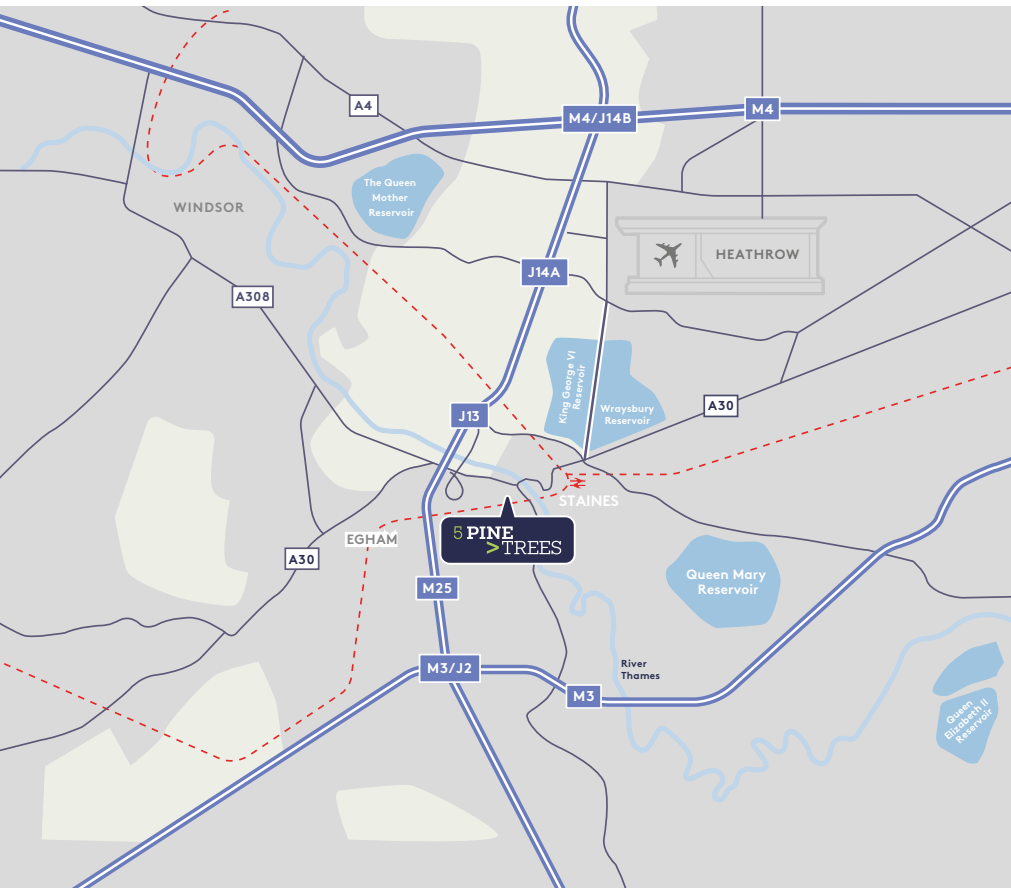 A4
M4/J14B
M4
The Queen
Mother
Reservoir
WINDSOR
HEATHROW
J14A
A308
King George VI
Reservoir
Wraysbury
Reservoir
A30
J13
STAINES
5 PINE
>TREES
EGHAM
A30
M25
Queen Mary
Reservoir
M3/J2
River
Thames
M3
Queen
Elizabeth II
Reservoir